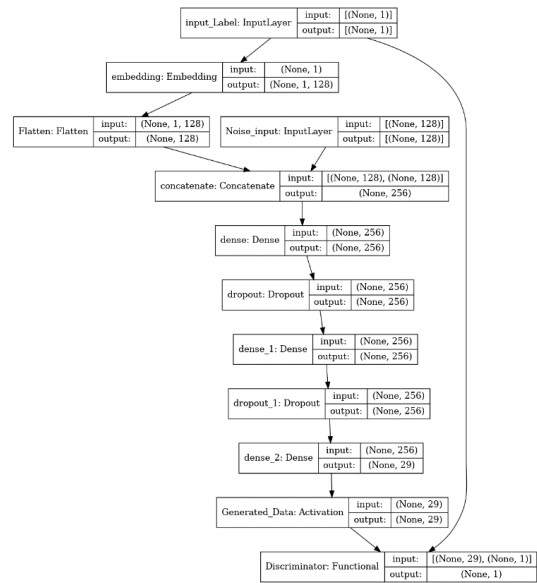 input_Label: InputLayer input: [(None, 1)]
output: [(None, 1)]
embedding: Embedding input: (None, 1)
output: (None, 1, 128)
Flatten: Flatten input: (None, 1, 128)
output: (None, 128)
Noise_input: InputLayer input: [(None, 128)]
output: [(None, 128)]
concatenate: Concatenate input: [(None, 128), (None, 128)]
output: (None, 256)
dense: Dense input: (None, 256)
output: (None, 256)
dropout: Dropout input: (None, 256)
output: (None, 256)
dense_1: Dense input: (None, 256)
output: (None, 256)
dropout_1: Dropout input: (None, 256)
output: (None, 256)
dense_2: Dense input: (None, 256)
output: (None, 29)
Generated_Data: Activation input: (None, 29)
output: (None, 29)
Discriminator: Functional input: [(None, 29), (None, 1)]
output: (None, 1)